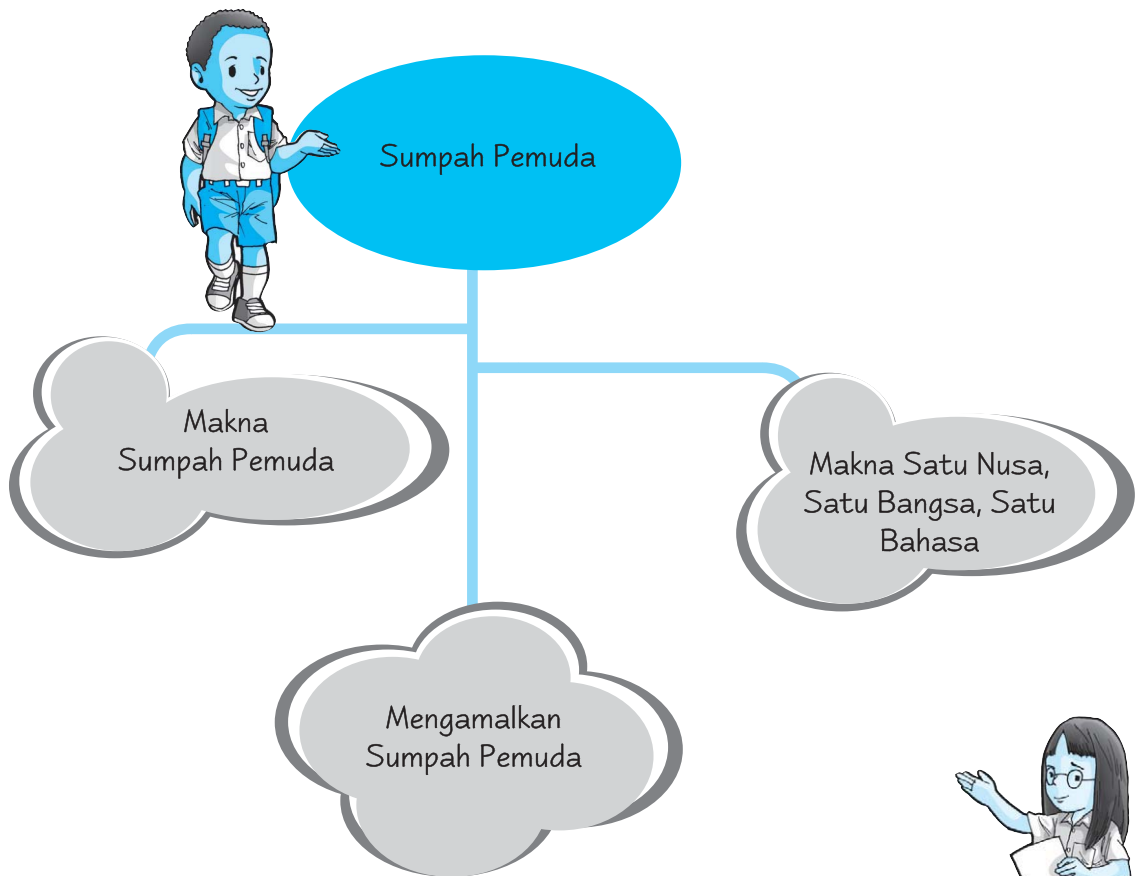 Sumpah Pemuda
Makna
Sumpah Pemuda
Makna Satu Nusa,
Satu Bangsa, Satu
Bahasa
Mengamalkan
Sumpah Pemuda